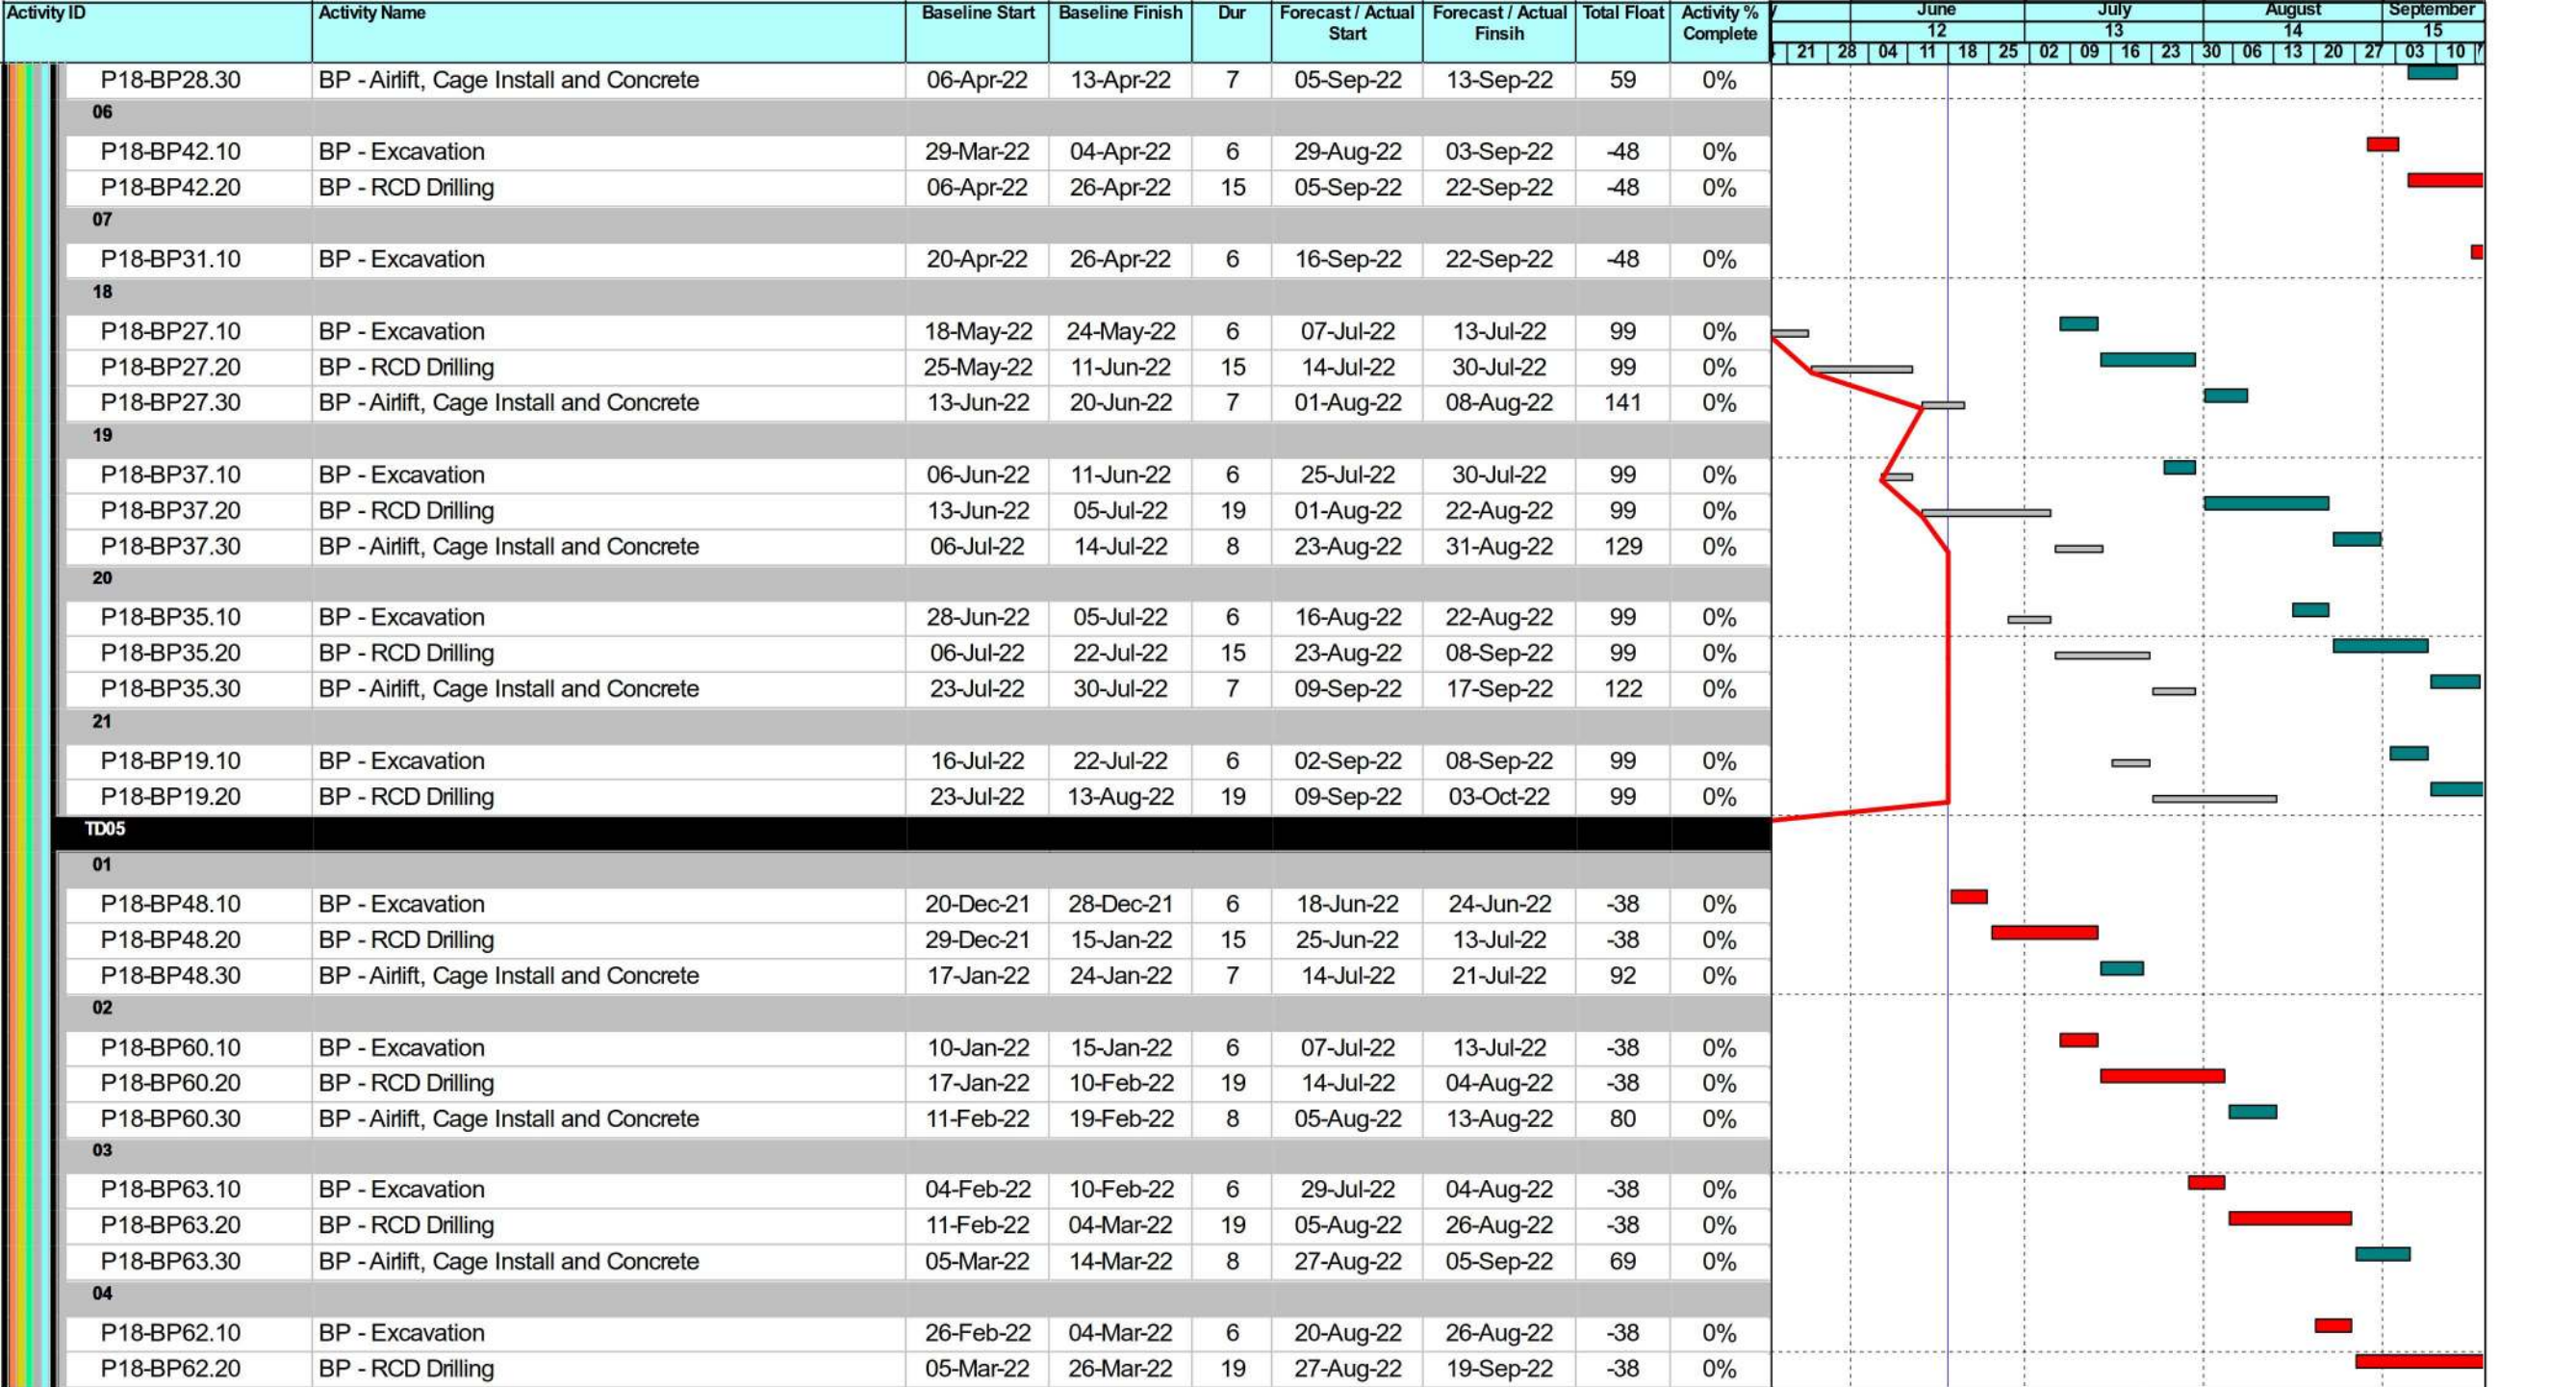 Activity ID Activity Name Baseline Start Baseline Finish Dur Forecast / Actual Start Forecast / Actual Finsih Total Float Activity % Complete
June July August September
12 13 14 15
21 28 04 11 18 25 02 09 16 23 30 06 13 20 27 03 10
P18-BP28.30 BP - Airlift, Cage Install and Concrete 06-Apr-22 13-Apr-22 7 05-Sep-22 13-Sep-22 59 0%
06
P18-BP42.10 BP - Excavation 29-Mar-22 04-Apr-22 6 29-Aug-22 03-Sep-22 -48 0%
P18-BP42.20 BP - RCD Drilling 06-Apr-22 26-Apr-22 15 05-Sep-22 22-Sep-22 -48 0%
07
P18-BP31.10 BP - Excavation 20-Apr-22 26-Apr-22 6 16-Sep-22 22-Sep-22 -48 0%
18
P18-BP27.10 BP - Excavation 18-May-22 24-May-22 6 07-Jul-22 13-Jul-22 99 0%
P18-BP27.20 BP - RCD Drilling 25-May-22 11-Jun-22 15 14-Jul-22 30-Jul-22 99 0%
P18-BP27.30 BP - Airlift, Cage Install and Concrete 13-Jun-22 20-Jun-22 7 01-Aug-22 08-Aug-22 141 0%
19
P18-BP37.10 BP - Excavation 06-Jun-22 11-Jun-22 6 25-Jul-22 30-Jul-22 99 0%
P18-BP37.20 BP - RCD Drilling 13-Jun-22 05-Jul-22 19 01-Aug-22 22-Aug-22 99 0%
P18-BP37.30 BP - Airlift, Cage Install and Concrete 06-Jul-22 14-Jul-22 8 23-Aug-22 31-Aug-22 129 0%
20
P18-BP35.10 BP - Excavation 28-Jun-22 05-Jul-22 6 16-Aug-22 22-Aug-22 99 0%
P18-BP35.20 BP - RCD Drilling 06-Jul-22 22-Jul-22 15 23-Aug-22 08-Sep-22 99 0%
P18-BP35.30 BP - Airlift, Cage Install and Concrete 23-Jul-22 30-Jul-22 7 09-Sep-22 17-Sep-22 122 0%
21
P18-BP19.10 BP - Excavation 16-Jul-22 22-Jul-22 6 02-Sep-22 08-Sep-22 99 0%
P18-BP19.20 BP - RCD Drilling 23-Jul-22 13-Aug-22 19 09-Sep-22 03-Oct-22 99 0%
TD05
01
P18-BP48.10 BP - Excavation 20-Dec-21 28-Dec-21 6 18-Jun-22 24-Jun-22 -38 0%
P18-BP48.20 BP - RCD Drilling 29-Dec-21 15-Jan-22 15 25-Jun-22 13-Jul-22 -38 0%
P18-BP48.30 BP - Airlift, Cage Install and Concrete 17-Jan-22 24-Jan-22 7 14-Jul-22 21-Jul-22 92 0%
02
P18-BP60.10 BP - Excavation 10-Jan-22 15-Jan-22 6 07-Jul-22 13-Jul-22 -38 0%
P18-BP60.20 BP - RCD Drilling 17-Jan-22 10-Feb-22 19 14-Jul-22 04-Aug-22 -38 0%
P18-BP60.30 BP - Airlift, Cage Install and Concrete 11-Feb-22 19-Feb-22 8 05-Aug-22 13-Aug-22 80 0%
03
P18-BP63.10 BP - Excavation 04-Feb-22 10-Feb-22 6 29-Jul-22 04-Aug-22 -38 0%
P18-BP63.20 BP - RCD Drilling 11-Feb-22 04-Mar-22 19 05-Aug-22 26-Aug-22 -38 0%
P18-BP63.30 BP - Airlift, Cage Install and Concrete 05-Mar-22 14-Mar-22 8 27-Aug-22 05-Sep-22 69 0%
04
P18-BP62.10 BP - Excavation 26-Feb-22 04-Mar-22 6 20-Aug-22 26-Aug-22 -38 0%
P18-BP62.20 BP - RCD Drilling 05-Mar-22 26-Mar-22 19 27-Aug-22 19-Sep-22 -38 0%